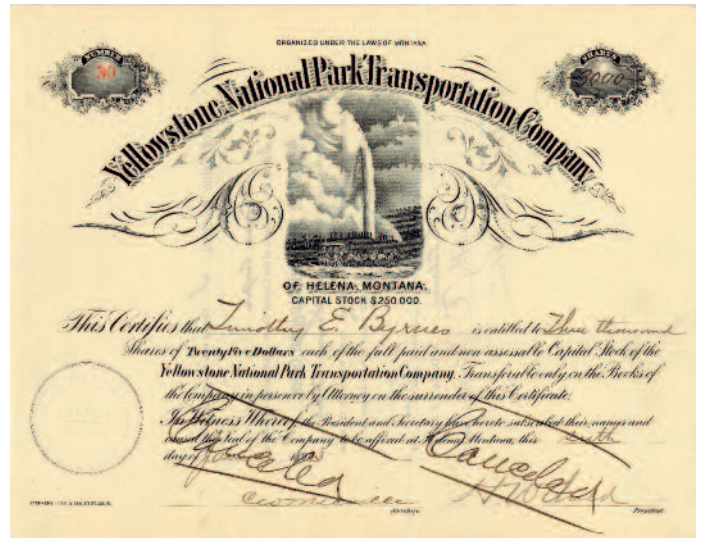 ORGANIZED UNDER THE LAWS OF MONTANA
NUMBER
30
SHARES
3000
Yellowstone National Park Transportation Company
OF HELENA, MONTANA.
CAPITAL STOCK $250.000.
This Certifies that Timothy E. Byrnes is entitled to Three thousand
Shares of Twenty Five Dollars each of the full paid and non assessable Capital Stock of the
Yellowstone National Park Transportation Company. Transferable only on the Books of
the Company in person or by Attorney on the surrender of this Certificate.
In Witness Whereof the President and Secretary have hereto subscribed their names and
caused the Seal of the Company to be affixed at Helena, Montana, this
day of
Cancelled
Secretary.
President.